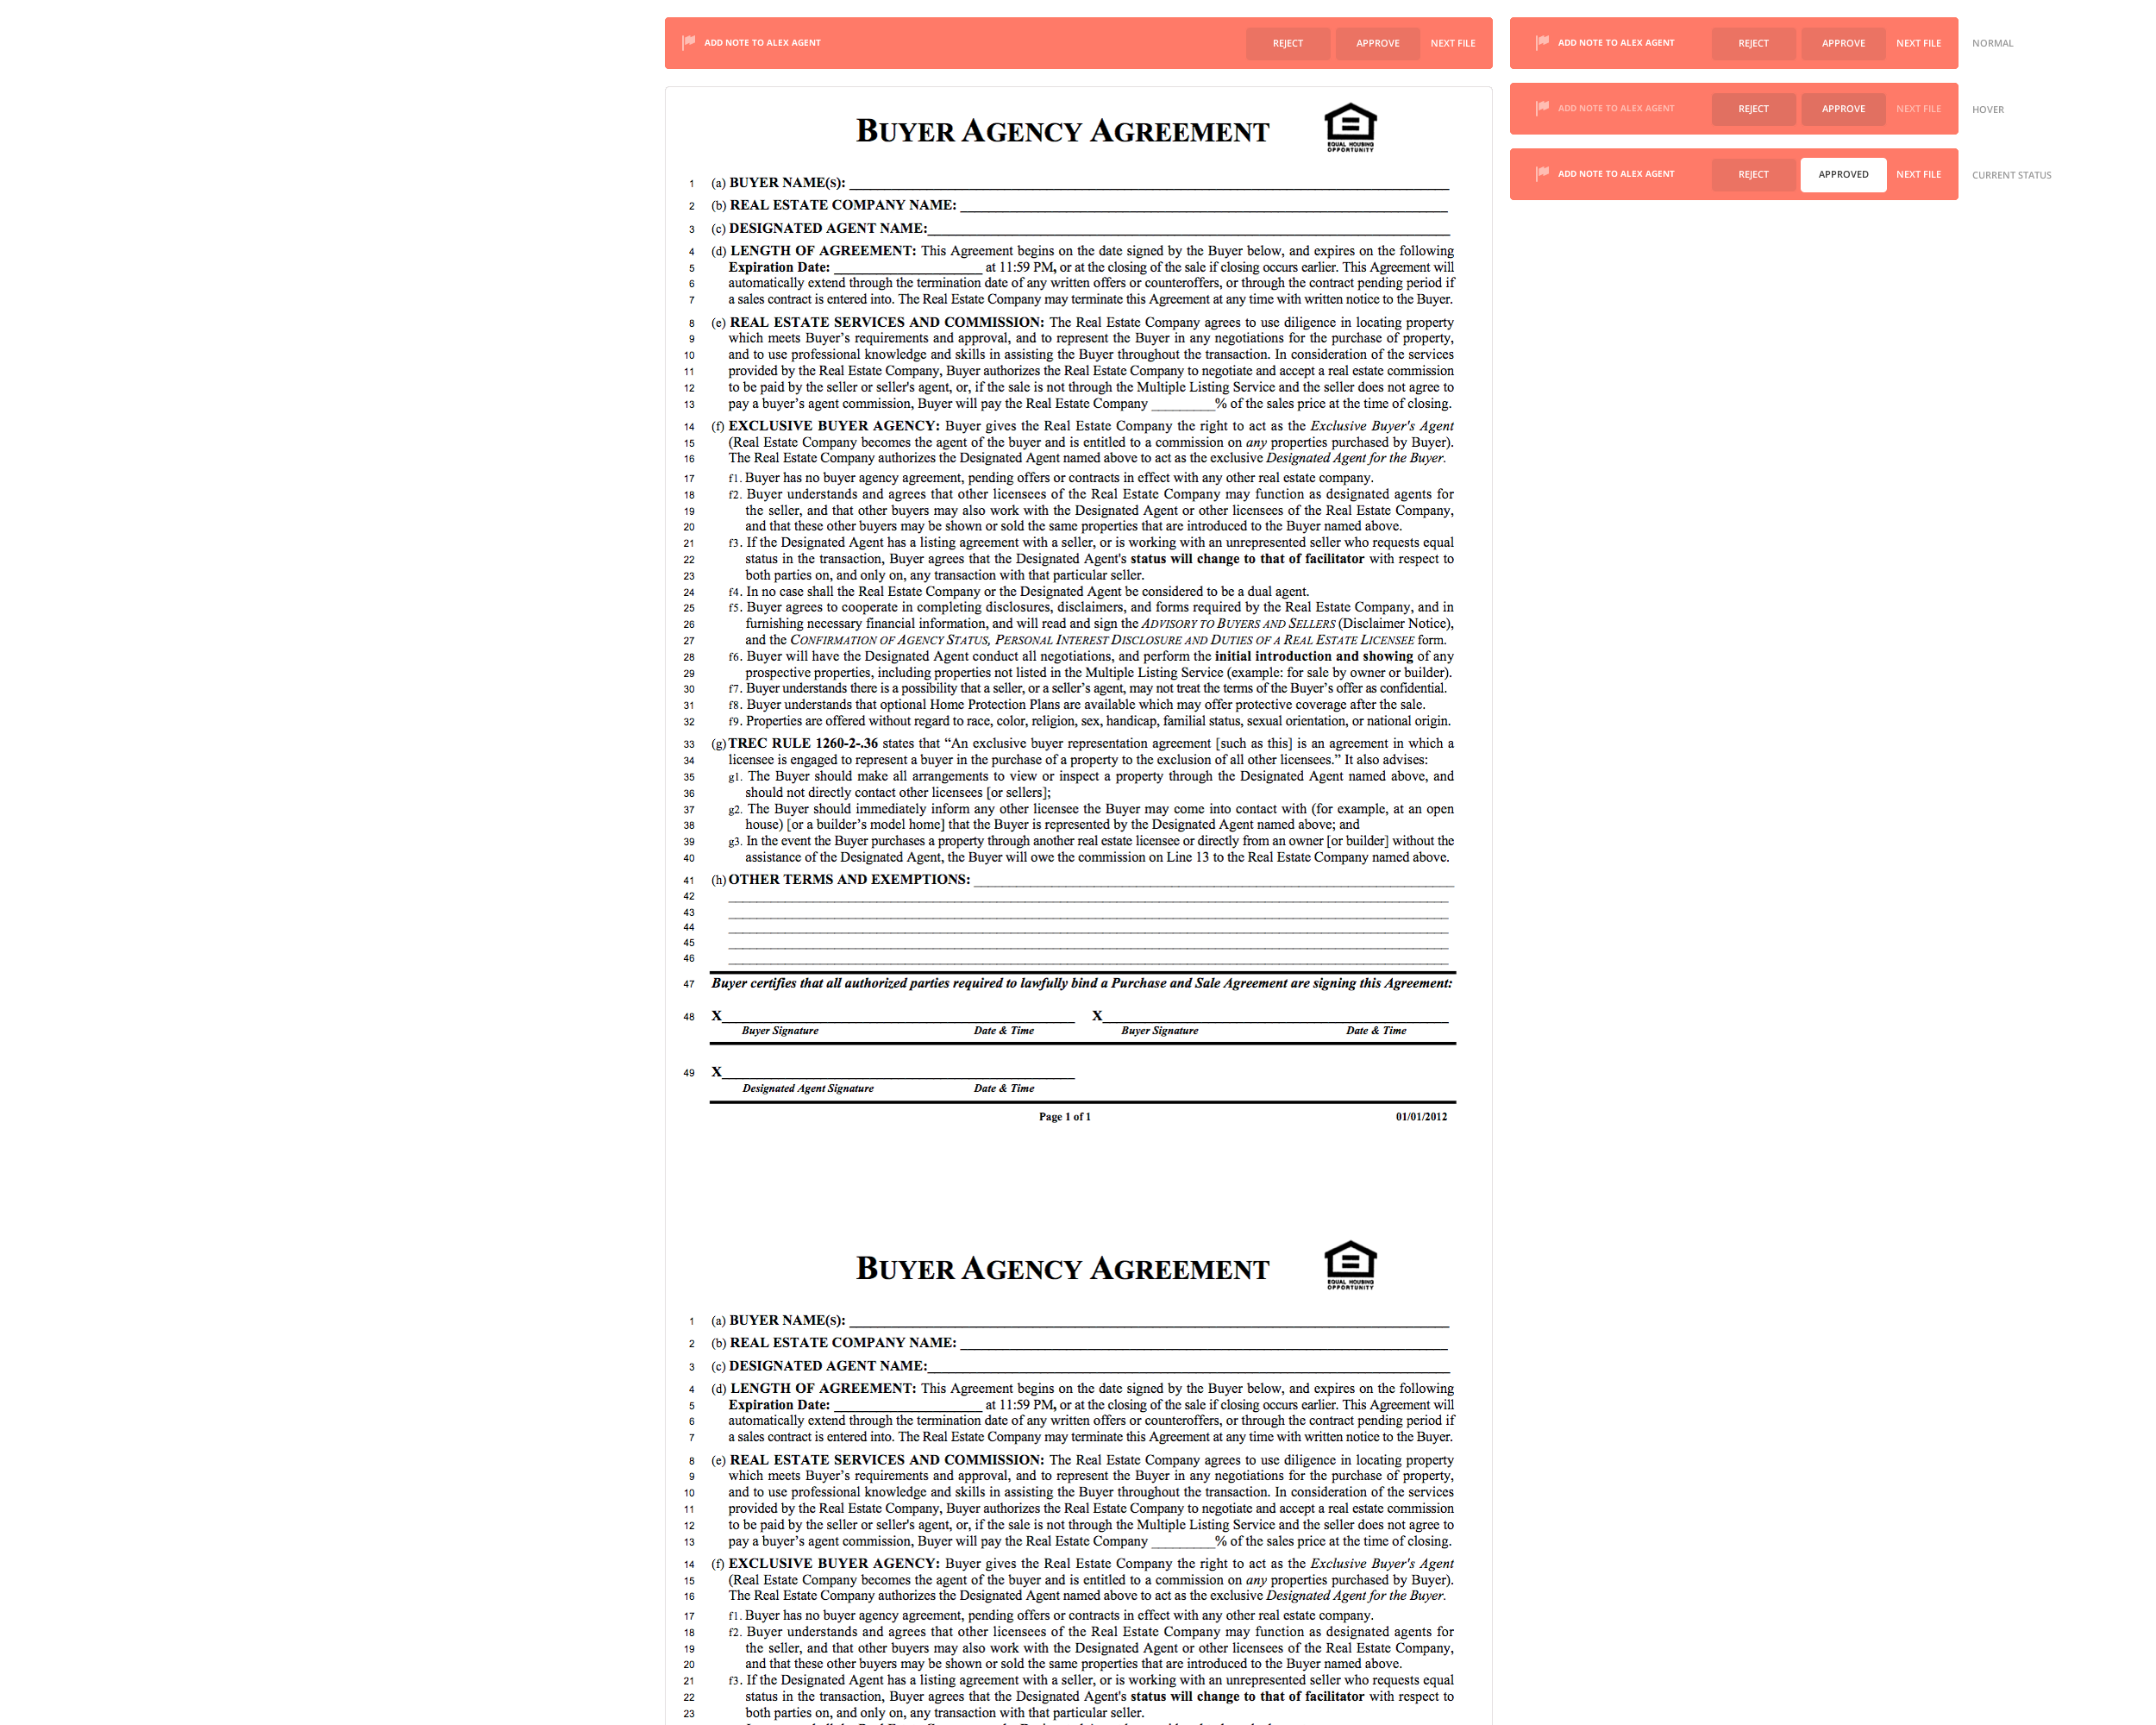 ADD NOTE TO ALEX AGENT REJECT APPROVE NEXT FILE
ADD NOTE TO ALEX AGENT REJECT APPROVE NEXT FILE NORMAL
ADD NOTE TO ALEX AGENT REJECT APPROVE NEXT FILE HOVER
ADD NOTE TO ALEX AGENT REJECT APPROVED NEXT FILE CURRENT STATUS
BUYER AGENCY AGREEMENT
EQUAL HOUSING
OPPORTUNITY
1 (a) BUYER NAME(S):
2 (b) REAL ESTATE COMPANY NAME:
3 (c) DESIGNATED AGENT NAME:
4 (d) LENGTH OF AGREEMENT: This Agreement begins on the date signed by the Buyer below, and expires on the following
5 Expiration Date: ____________________ at 11:59 PM, or at the closing of the sale if closing occurs earlier. This Agreement will
6 automatically extend through the termination date of any written offers or counteroffers, or through the contract pending period if
7 a sales contract is entered into. The Real Estate Company may terminate this Agreement at any time with written notice to the Buyer.
8 (e) REAL ESTATE SERVICES AND COMMISSION: The Real Estate Company agrees to use diligence in locating property
9 which meets Buyer’s requirements and approval, and to represent the Buyer in any negotiations for the purchase of property,
10 and to use professional knowledge and skills in assisting the Buyer throughout the transaction. In consideration of the services
11 provided by the Real Estate Company, Buyer authorizes the Real Estate Company to negotiate and accept a real estate commission
12 to be paid by the seller or seller's agent, or, if the sale is not through the Multiple Listing Service and the seller does not agree to
13 pay a buyer’s agent commission, Buyer will pay the Real Estate Company _________% of the sales price at the time of closing.
14 (f) EXCLUSIVE BUYER AGENCY: Buyer gives the Real Estate Company the right to act as the Exclusive Buyer's Agent
15 (Real Estate Company becomes the agent of the buyer and is entitled to a commission on any properties purchased by Buyer).
16 The Real Estate Company authorizes the Designated Agent named above to act as the exclusive Designated Agent for the Buyer.
17 f1. Buyer has no buyer agency agreement, pending offers or contracts in effect with any other real estate company.
18 f2. Buyer understands and agrees that other licensees of the Real Estate Company may function as designated agents for
19 the seller, and that other buyers may also work with the Designated Agent or other licensees of the Real Estate Company,
20 and that these other buyers may be shown or sold the same properties that are introduced to the Buyer named above.
21 f3. If the Designated Agent has a listing agreement with a seller, or is working with an unrepresented seller who requests equal
22 status in the transaction, Buyer agrees that the Designated Agent's status will change to that of facilitator with respect to
23 both parties on, and only on, any transaction with that particular seller.
24 f4. In no case shall the Real Estate Company or the Designated Agent be considered to be a dual agent.
25 f5. Buyer agrees to cooperate in completing disclosures, disclaimers, and forms required by the Real Estate Company, and in
26 furnishing necessary financial information, and will read and sign the ADVISORY TO BUYERS AND SELLERS (Disclaimer Notice),
27 and the CONFIRMATION OF AGENCY STATUS, PERSONAL INTEREST DISCLOSURE AND DUTIES OF A REAL ESTATE LICENSEE form.
28 f6. Buyer will have the Designated Agent conduct all negotiations, and perform the initial introduction and showing of any
29 prospective properties, including properties not listed in the Multiple Listing Service (example: for sale by owner or builder).
30 f7. Buyer understands there is a possibility that a seller, or a seller’s agent, may not treat the terms of the Buyer’s offer as confidential.
31 f8. Buyer understands that optional Home Protection Plans are available which may offer protective coverage after the sale.
32 f9. Properties are offered without regard to race, color, religion, sex, handicap, familial status, sexual orientation, or national origin.
33 (g) TREC RULE 1260-2-.36 states that “An exclusive buyer representation agreement [such as this] is an agreement in which a
34 licensee is engaged to represent a buyer in the purchase of a property to the exclusion of all other licensees.” It also advises:
35 g1. The Buyer should make all arrangements to view or inspect a property through the Designated Agent named above, and
36 should not directly contact other licensees [or sellers];
37 g2. The Buyer should immediately inform any other licensee the Buyer may come into contact with (for example, at an open
38 house) [or a builder’s model home] that the Buyer is represented by the Designated Agent named above; and
39 g3. In the event the Buyer purchases a property through another real estate licensee or directly from an owner [or builder] without the
40 assistance of the Designated Agent, the Buyer will owe the commission on Line 13 to the Real Estate Company named above.
41 (h) OTHER TERMS AND EXEMPTIONS:
42
43
44
45
46
47 Buyer certifies that all authorized parties required to lawfully bind a Purchase and Sale Agreement are signing this Agreement:
48 X X
Buyer Signature Date & Time Buyer Signature Date & Time
49 X
Designated Agent Signature Date & Time
Page 1 of 1 01/01/2012
BUYER AGENCY AGREEMENT
EQUAL HOUSING
OPPORTUNITY
1 (a) BUYER NAME(S):
2 (b) REAL ESTATE COMPANY NAME:
3 (c) DESIGNATED AGENT NAME:
4 (d) LENGTH OF AGREEMENT: This Agreement begins on the date signed by the Buyer below, and expires on the following
5 Expiration Date: ____________________ at 11:59 PM, or at the closing of the sale if closing occurs earlier. This Agreement will
6 automatically extend through the termination date of any written offers or counteroffers, or through the contract pending period if
7 a sales contract is entered into. The Real Estate Company may terminate this Agreement at any time with written notice to the Buyer.
8 (e) REAL ESTATE SERVICES AND COMMISSION: The Real Estate Company agrees to use diligence in locating property
9 which meets Buyer’s requirements and approval, and to represent the Buyer in any negotiations for the purchase of property,
10 and to use professional knowledge and skills in assisting the Buyer throughout the transaction. In consideration of the services
11 provided by the Real Estate Company, Buyer authorizes the Real Estate Company to negotiate and accept a real estate commission
12 to be paid by the seller or seller's agent, or, if the sale is not through the Multiple Listing Service and the seller does not agree to
13 pay a buyer’s agent commission, Buyer will pay the Real Estate Company _________% of the sales price at the time of closing.
14 (f) EXCLUSIVE BUYER AGENCY: Buyer gives the Real Estate Company the right to act as the Exclusive Buyer's Agent
15 (Real Estate Company becomes the agent of the buyer and is entitled to a commission on any properties purchased by Buyer).
16 The Real Estate Company authorizes the Designated Agent named above to act as the exclusive Designated Agent for the Buyer.
17 f1. Buyer has no buyer agency agreement, pending offers or contracts in effect with any other real estate company.
18 f2. Buyer understands and agrees that other licensees of the Real Estate Company may function as designated agents for
19 the seller, and that other buyers may also work with the Designated Agent or other licensees of the Real Estate Company,
20 and that these other buyers may be shown or sold the same properties that are introduced to the Buyer named above.
21 f3. If the Designated Agent has a listing agreement with a seller, or is working with an unrepresented seller who requests equal
22 status in the transaction, Buyer agrees that the Designated Agent's status will change to that of facilitator with respect to
23 both parties on, and only on, any transaction with that particular seller.